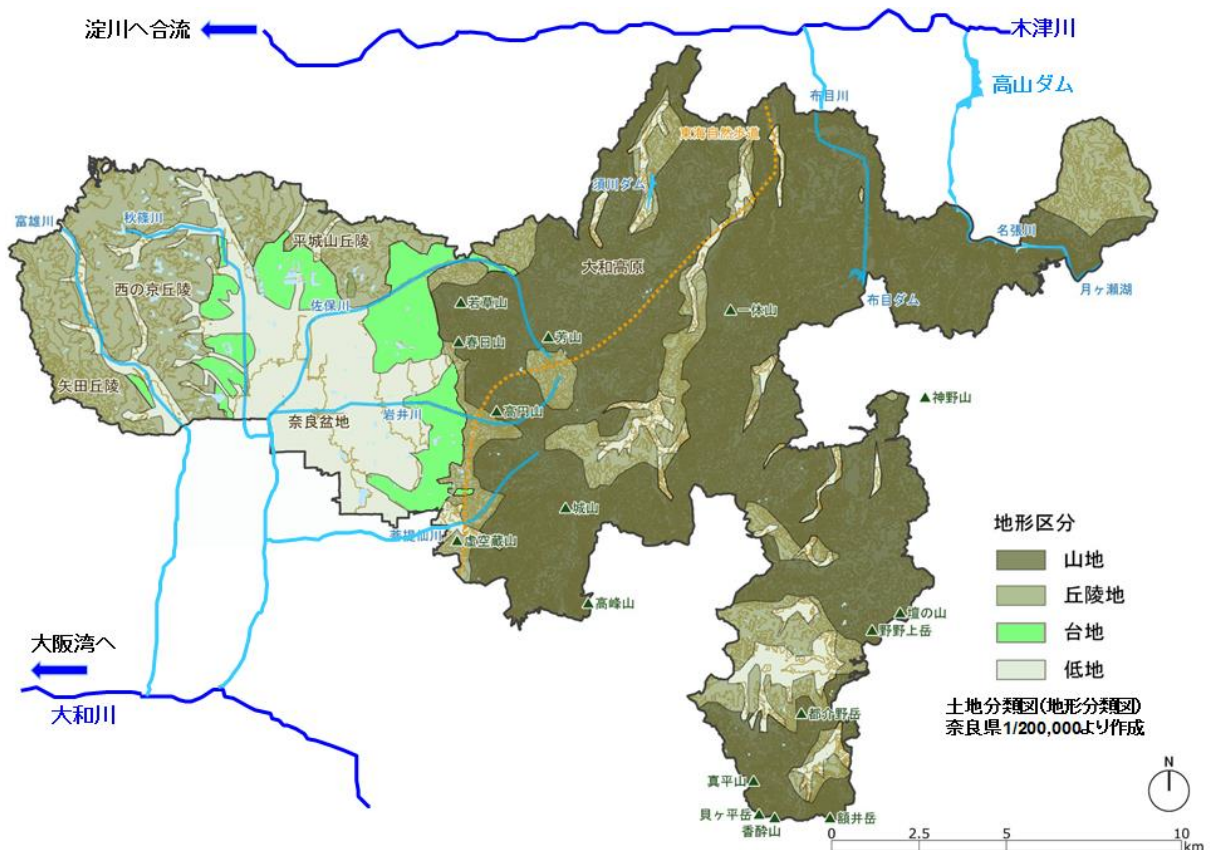 淀川へ合流
木津川
高山ダム
布目川
東海自然歩道
須川ダム
富雄川
秋篠川
平城山丘陵
大和高原
名張川
西の京丘陵
佐保川
若草山
一体山
布目ダム
月ヶ瀬湖
春日山
芳山
矢田丘陵
奈良盆地
岩井川
高円山
神野山
城山
菩提仙川
虚空蔵山
高峰山
壇の山
野野上岳
都介野岳
真平山
貝ヶ平岳
香酔山
額井岳
大阪湾へ
大和川
地形区分
山地
丘陵地
台地
低地
土地分類図(地形分類図)
奈良県1/200,000より作成
N
0 2.5 5 10
km